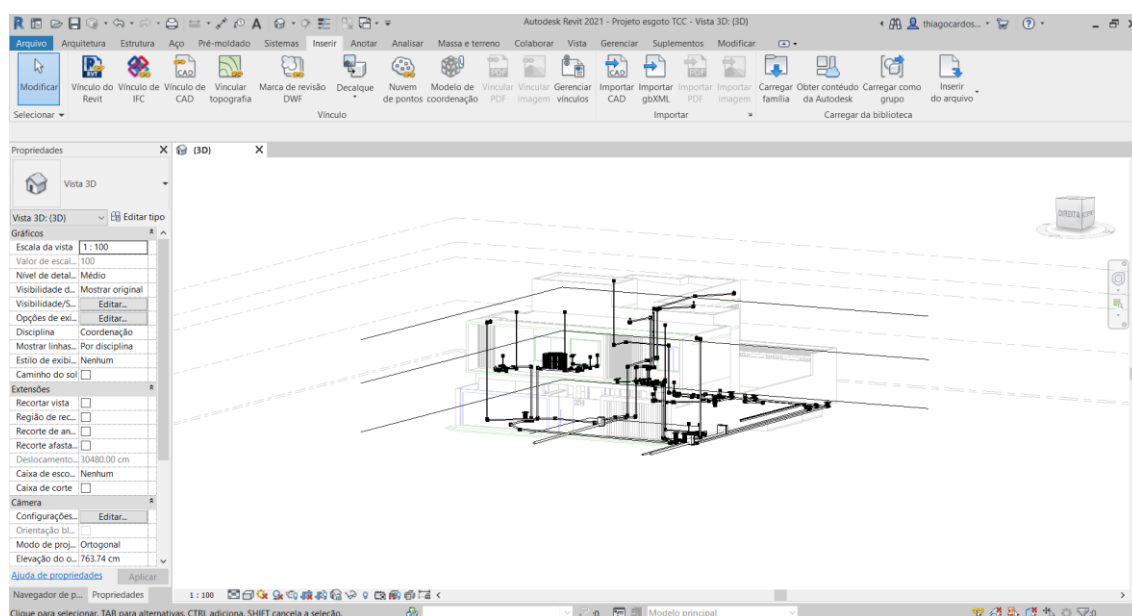 Autodesk Revit 2021 - Projeto esgoto TCC - Vista 3D: {3D}
thiagocardos...
Arquivo Arquitetura Estrutura Aço Pré-moldado Sistemas Inserir Anotar Analisar Massa e terreno Colaborar Vista Gerenciar Suplementos Modificar
Modificar
Vínculo do Revit
Vínculo de IFC
Vínculo de CAD
Vincular topografia
Marca de revisão DWF
Decalque
Nuvem de pontos
Modelo de coordenação
Vincular PDF
Vincular imagem
Gerenciar vínculos
Importar CAD
Importar gbXML
Importar PDF
Importar imagem
Carregar família
Obter conteúdo da Autodesk
Carregar como grupo
Inserir do arquivo
Selecionar
Vínculo
Importar
Carregar da biblioteca
Propriedades
{3D}
Vista 3D
Vista 3D: {3D} Editar tipo
Gráficos
Escala da vista 1 : 100
Valor de escal... 100
Nível de detal... Médio
Visibilidade d... Mostrar original
Visibilidade/S... Editar...
Opções de exi... Editar...
Disciplina Coordenação
Mostrar linhas... Por disciplina
Estilo de exibi... Nenhum
Caminho do sol
Extensões
Recortar vista
Região de rec...
Recorte de an...
Recorte afasta...
Deslocamento... 30480.00 cm
Caixa de esco... Nenhum
Caixa de corte
Câmera
Configurações... Editar...
Orientação bl...
Modo de proj... Ortogonal
Elevação do o... 763.74 cm
Ajuda de propriedades Aplicar
Navegador de p... Propriedades
1 : 100
Clique para selecionar, TAB para alternativas, CTRL adiciona, SHIFT cancela a seleção.
:0
Modelo principal
:0
DIREITA